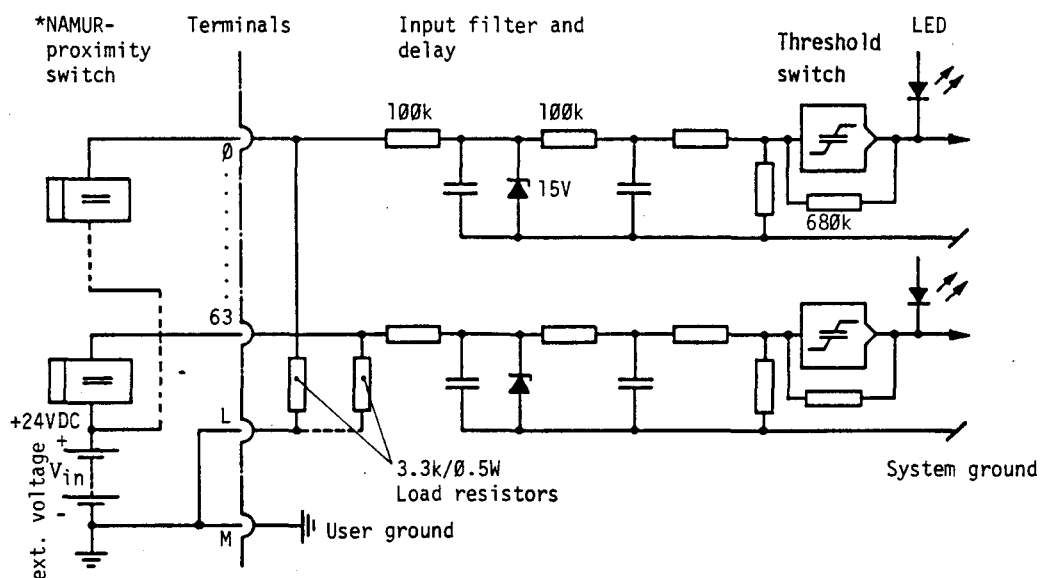 *NAMUR-
proximity
switch
Terminals
Input filter and
delay
Threshold
switch
LED
100k
100k
Ø
15V
680k
63
+24VDC
L
+
Vin
-
ext. voltage
3.3k/0.5W
Load resistors
System ground
M
User ground